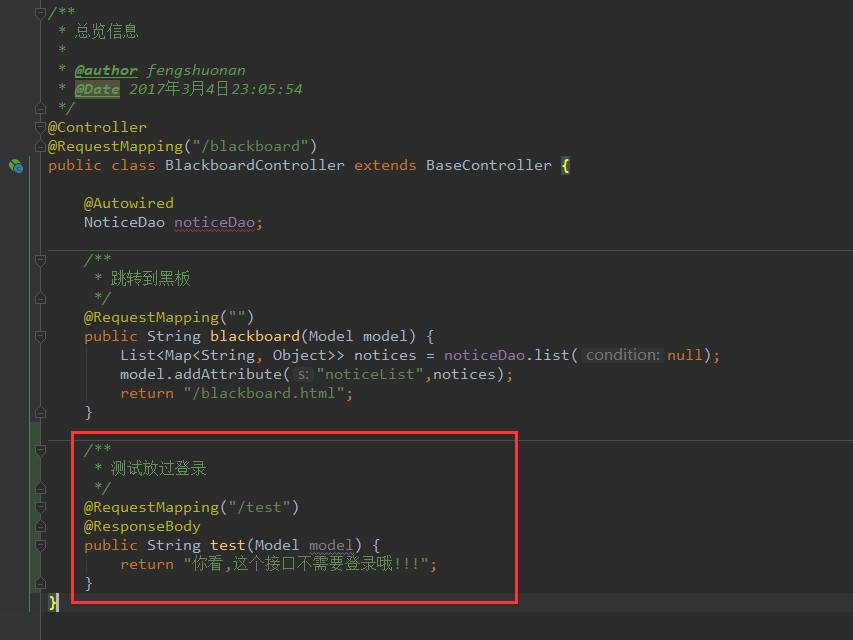 /**
 * 总览信息
 *
 * @author fengshuonan
 * @Date 2017年3月4日23:05:54
 */
@Controller
@RequestMapping("/blackboard")
public class BlackboardController extends BaseController {
    @Autowired
    NoticeDao noticeDao;
    /**
     * 跳转到黑板
     */
    @RequestMapping("")
    public String blackboard(Model model) {
        List<Map<String, Object>> notices = noticeDao.list( condition: null);
        model.addAttribute( s: "noticeList",notices);
        return "/blackboard.html";
    }
    /**
     * 测试放过登录
     */
    @RequestMapping("/test")
    @ResponseBody
    public String test(Model model) {
        return "你看,这个接口不需要登录哦!!!";
    }
}